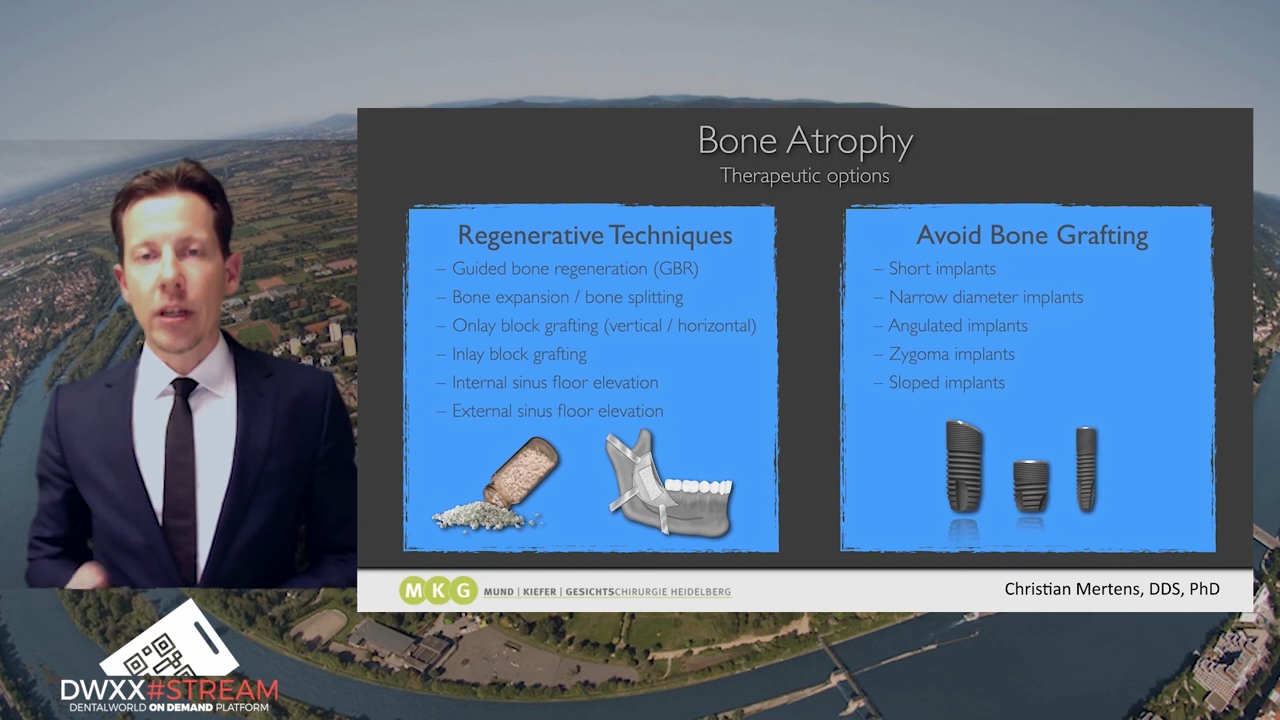 Bone Atrophy
Therapeutic options
Regenerative Techniques
– Guided bone regeneration (GBR)
– Bone expansion / bone splitting
– Onlay block grafting (vertical / horizontal)
– Inlay block grafting
– Internal sinus floor elevation
– External sinus floor elevation
Avoid Bone Grafting
– Short implants
– Narrow diameter implants
– Angulated implants
– Zygoma implants
– Sloped implants
MKG MUND | KIEFER | GESICHTSCHIRURGIE HEIDELBERG
Christian Mertens, DDS, PhD
DWXX#STREAM
DENTALWORLD ON DEMAND PLATFORM